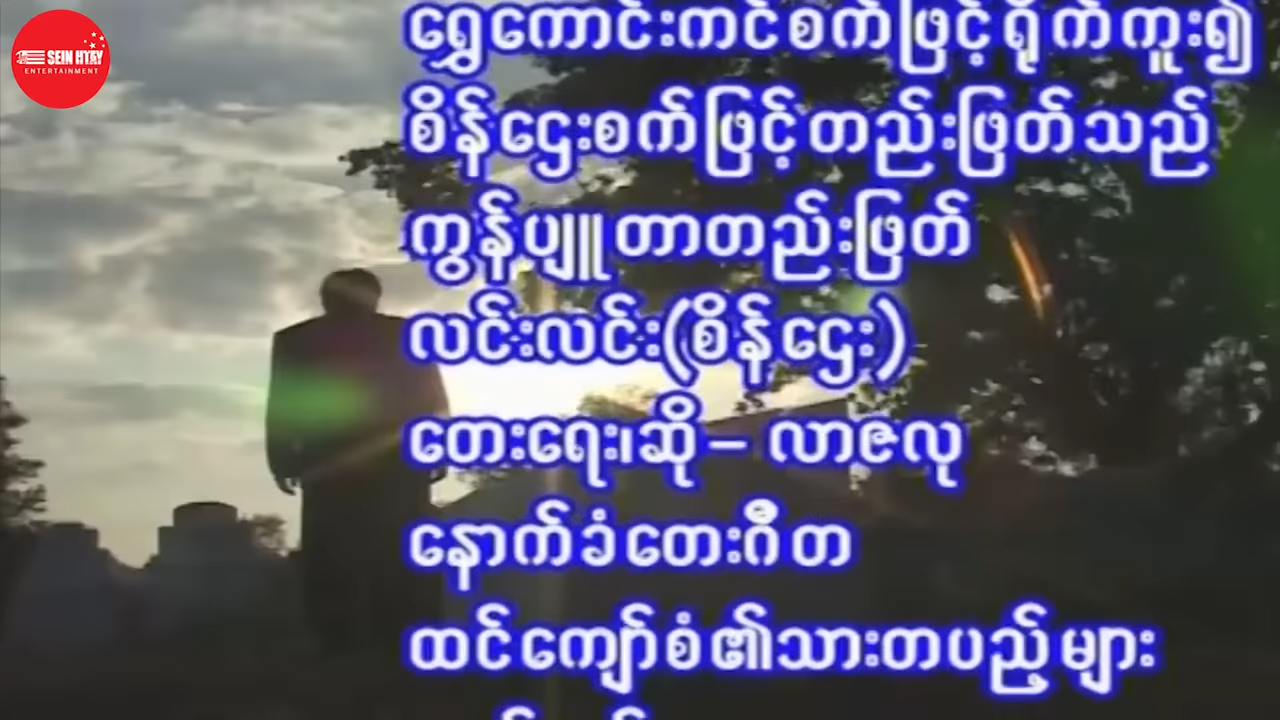 SEIN HTAY
ENTERTAINMENT
ရွှေကောင်းကင်စက်ဖြင့်ရိုက်ကူး၍
စိန်ဌေးစက်ဖြင့်တည်းဖြတ်သည်
ကွန်ပျူတာတည်းဖြတ်
လင်းလင်း(စိန်ဌေး)
တေးရေး၊ဆို – လာဇလု
နောက်ခံတေးဂီတ
ထင်ကျော်စံ၏သားတပည့်များ